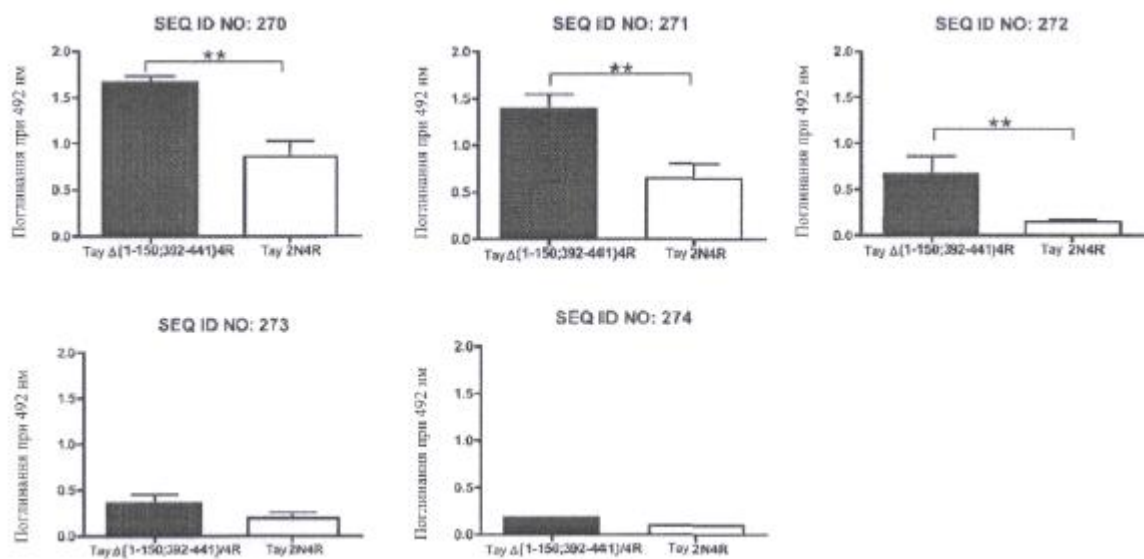 SEQ ID NO: 270
Поглинання при 492 нм
2.0
1.5
1.0
0.5
0.0
**
Тау Δ(1-150;392-441)4R
Тау 2N4R
SEQ ID NO: 271
Поглинання при 492 нм
2.0
1.5
1.0
0.5
0.0
**
Тау Δ(1-150;392-441)4R
Тау 2N4R
SEQ ID NO: 272
Поглинання при 492 нм
2.0
1.5
1.0
0.5
0.0
**
Тау Δ(1-150;392-441)4R
Тау 2N4R
SEQ ID NO: 273
Поглинання при 492 нм
2.0
1.5
1.0
0.5
0.0
Тау Δ(1-150;392-441)/4R
Тау 2N4R
SEQ ID NO: 274
Поглинання при 492 нм
2.0
1.5
1.0
0.5
0.0
Тау Δ(1-150;392-441)/4R
Тау 2N4R